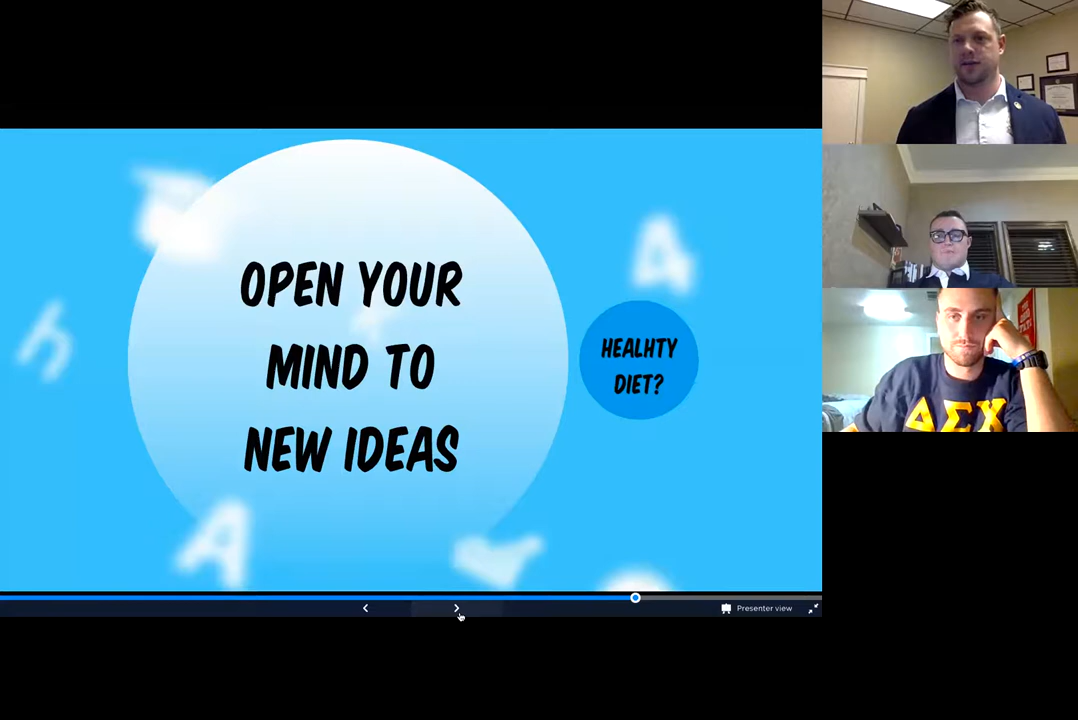 OPEN YOUR
MIND TO
NEW IDEAS
HEALHTY
DIET?
h
A
A
ΔΣΧ
Presenter view